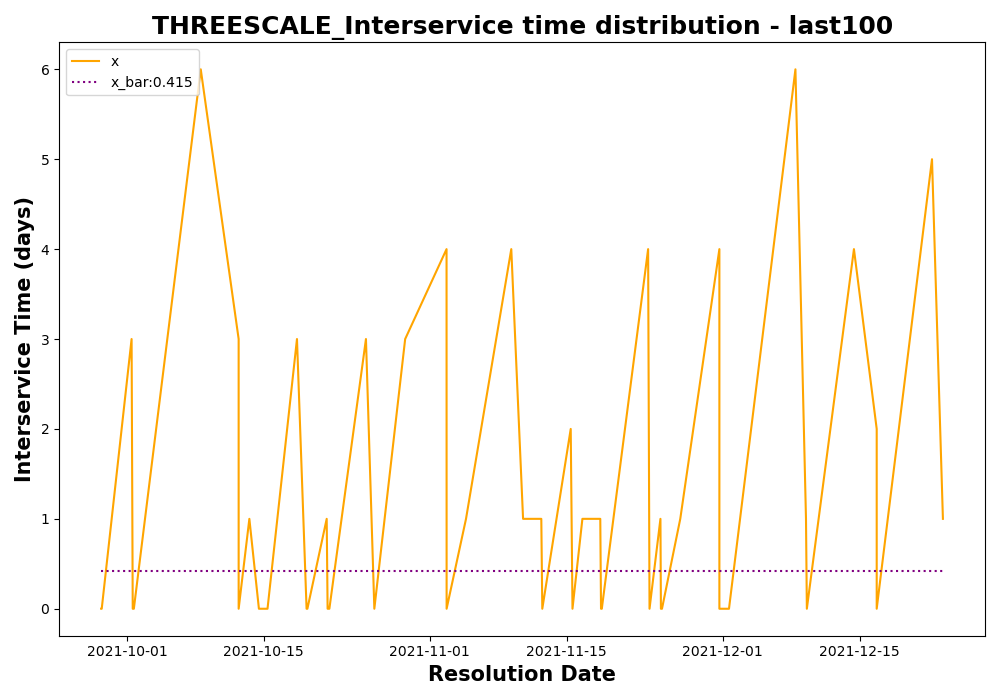 THREESCALE_Interservice time distribution - last100
x
x_bar:0.415
Interservice Time (days)
6
5
4
3
2
1
0
2021-10-01
2021-10-15
2021-11-01
2021-11-15
2021-12-01
2021-12-15
Resolution Date